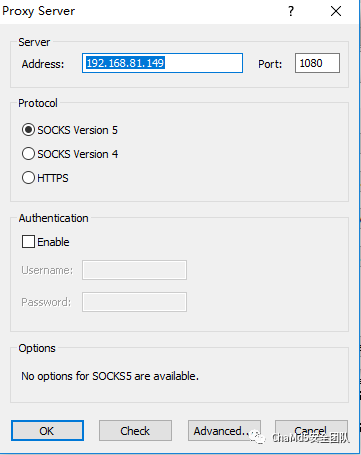 Proxy Server ? ×
Server
Address: 192.168.81.149 Port: 1080
Protocol
SOCKS Version 5
SOCKS Version 4
HTTPS
Authentication
Enable
Username:
Password:
Options
No options for SOCKS5 are available.
OK Check Advanced... Cancel
ChaMd5安全团队